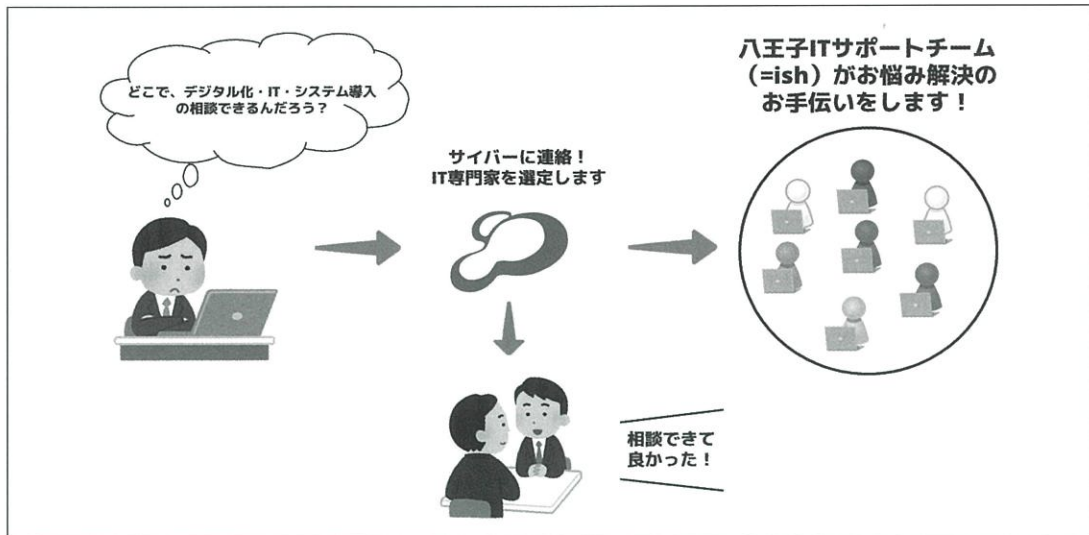 どこで、デジタル化・IT・システム導入
の相談できるんだろう？
サイバーに連絡！
IT専門家を選定します
八王子ITサポートチーム
（=ish）がお悩み解決の
お手伝いをします！
相談できて
良かった！